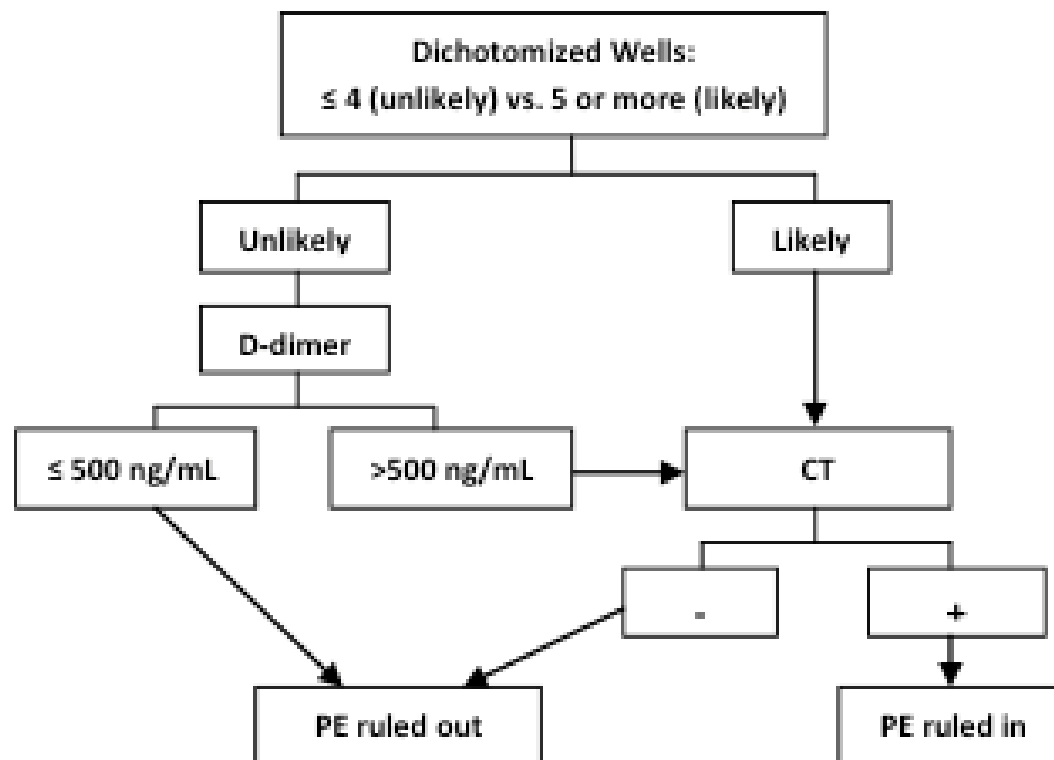 Dichotomized Wells:
≤ 4 (unlikely) vs. 5 or more (likely)
Unlikely
Likely
D-dimer
≤ 500 ng/mL
>500 ng/mL
CT
-
+
PE ruled out
PE ruled in